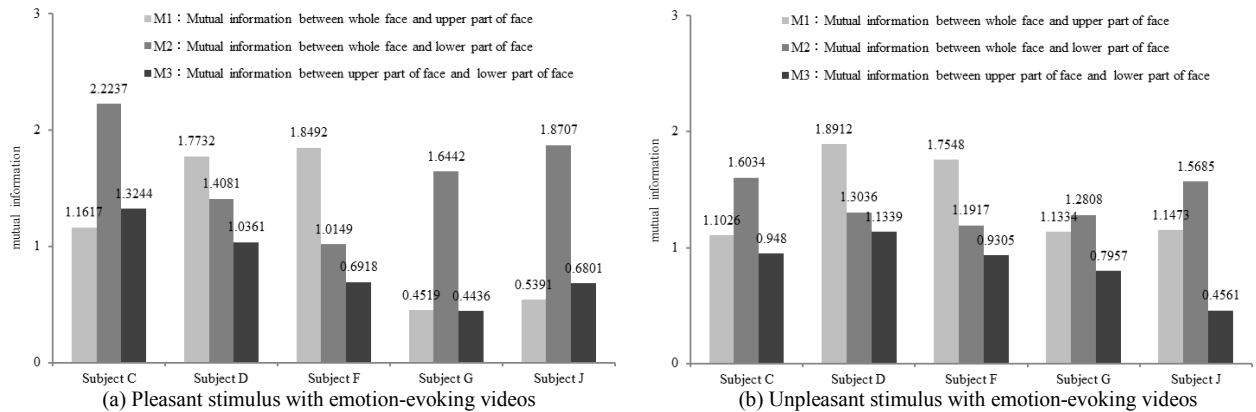 3
2
1
0
mutual information
M1：Mutual information between whole face and upper part of face
M2：Mutual information between whole face and lower part of face
M3：Mutual information between upper part of face and lower part of face
1.1617
2.2237
1.3244
1.7732
1.4081
1.0361
1.8492
1.0149
0.6918
0.4519
1.6442
0.4436
0.5391
1.8707
0.6801
Subject C
Subject D
Subject F
Subject G
Subject J
(a) Pleasant stimulus with emotion-evoking videos
3
2
1
0
mutual information
M1：Mutual information between whole face and upper part of face
M2：Mutual information between whole face and lower part of face
M3：Mutual information between upper part of face and lower part of face
1.1026
1.6034
0.948
1.8912
1.3036
1.1339
1.7548
1.1917
0.9305
1.1334
1.2808
0.7957
1.1473
1.5685
0.4561
Subject C
Subject D
Subject F
Subject G
Subject J
(b) Unpleasant stimulus with emotion-evoking videos